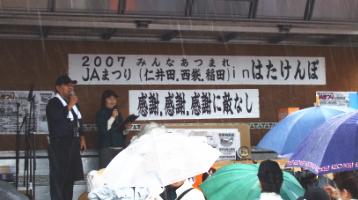 2007 みんなあつまれ
JAまつり(仁井田、西袋、稲田)inはたけんぼ
感謝、感謝、感謝に敵なし